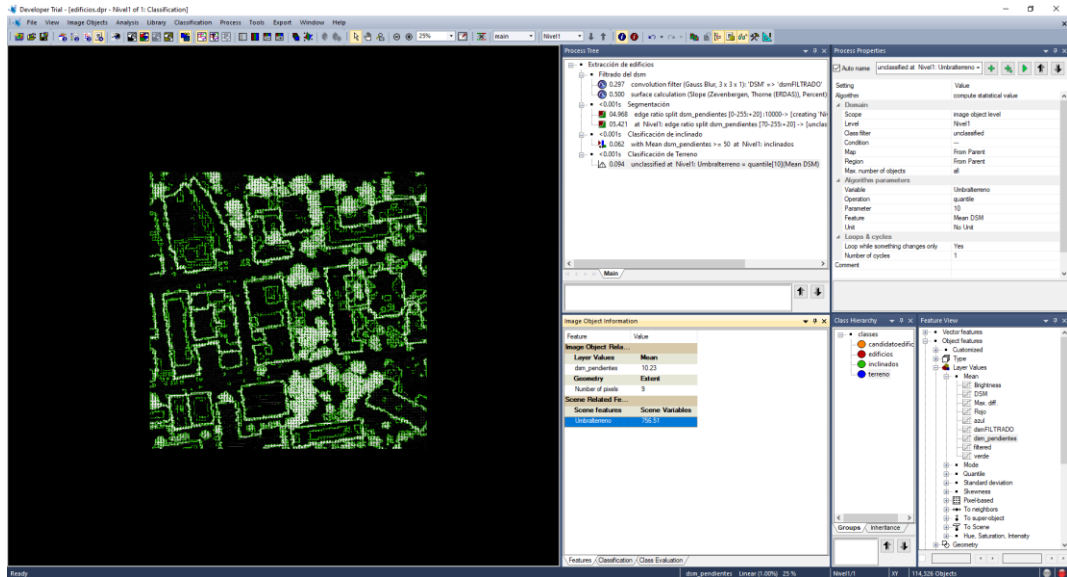 Developer Trial - [edificios.dpr - Nivel1 of 1: Classification]
File View Image Objects Analysis Library Classification Process Tools Export Window Help
25% main Nivel1
Process Tree
Extracción de edificios
Filtrado del dsm
0.297 convolution filter (Gauss Blur, 3 x 3 x 1): 'DSM' => 'dsmFILTRADO'
0.500 surface calculation (Slope (Zevenbergen, Thorne (ERDAS)), Percent)
<0.001s Segmentación
04.968 edge ratio split dsm_pendientes [0-255:+20] :10000-> [creating 'Ni
05.421 at Nivel1: edge ratio split dsm_pendientes [70-255:+20] -> [unclas
<0.001s Clasificación de inclinado
0.062 with Mean dsm_pendientes >= 50 at Nivel1: inclinados
<0.001s Clasificación de Terreno
0.094 unclassified at Nivel1: Umbralterreno = quantile[10](Mean DSM)
Main
Process Properties
Auto name unclassified at Nivel1: Umbralterreno
Setting Value
Algorithm compute statistical value
Domain
Scope image object level
Level Nivel1
Class filter unclassified
Condition ---
Map From Parent
Region From Parent
Max. number of objects all
Algorithm parameters
Variable Umbralterreno
Operation quantile
Parameter 10
Feature Mean DSM
Unit No Unit
Loops & cycles
Loop while something changes only Yes
Number of cycles 1
Comment
Image Object Information
Feature Value
Image Object Rela...
Layer Values Mean
dsm_pendientes 10.23
Geometry Extent
Number of pixels 9
Scene Related Fe...
Scene features Scene Variables
Umbralterreno 756.51
Features Classification Class Evaluation
Class Hierarchy
classes
candidatoedific
edificios
inclinados
terreno
Groups Inheritance
Feature View
Vector features
Object features
Customized
Type
Layer Values
Mean
Brightness
DSM
Max. diff.
Rojo
azul
dsmFILTRADO
dsm_pendientes
filtered
verde
Mode
Quantile
Standard deviation
Skewness
Pixel-based
To neighbors
To super-object
To Scene
Hue, Saturation, Intensity
Geometry
Ready
dsm_pendientes Linear (1.00%) 25 % Nivel1/1 XY 114,326 Objects